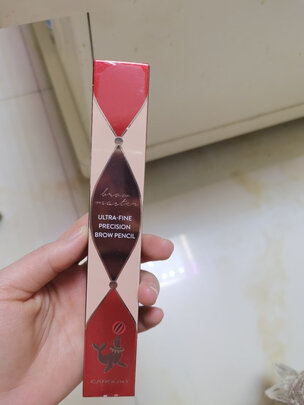 brow
master
ULTRA-FINE
PRECISION
BROW PENCIL